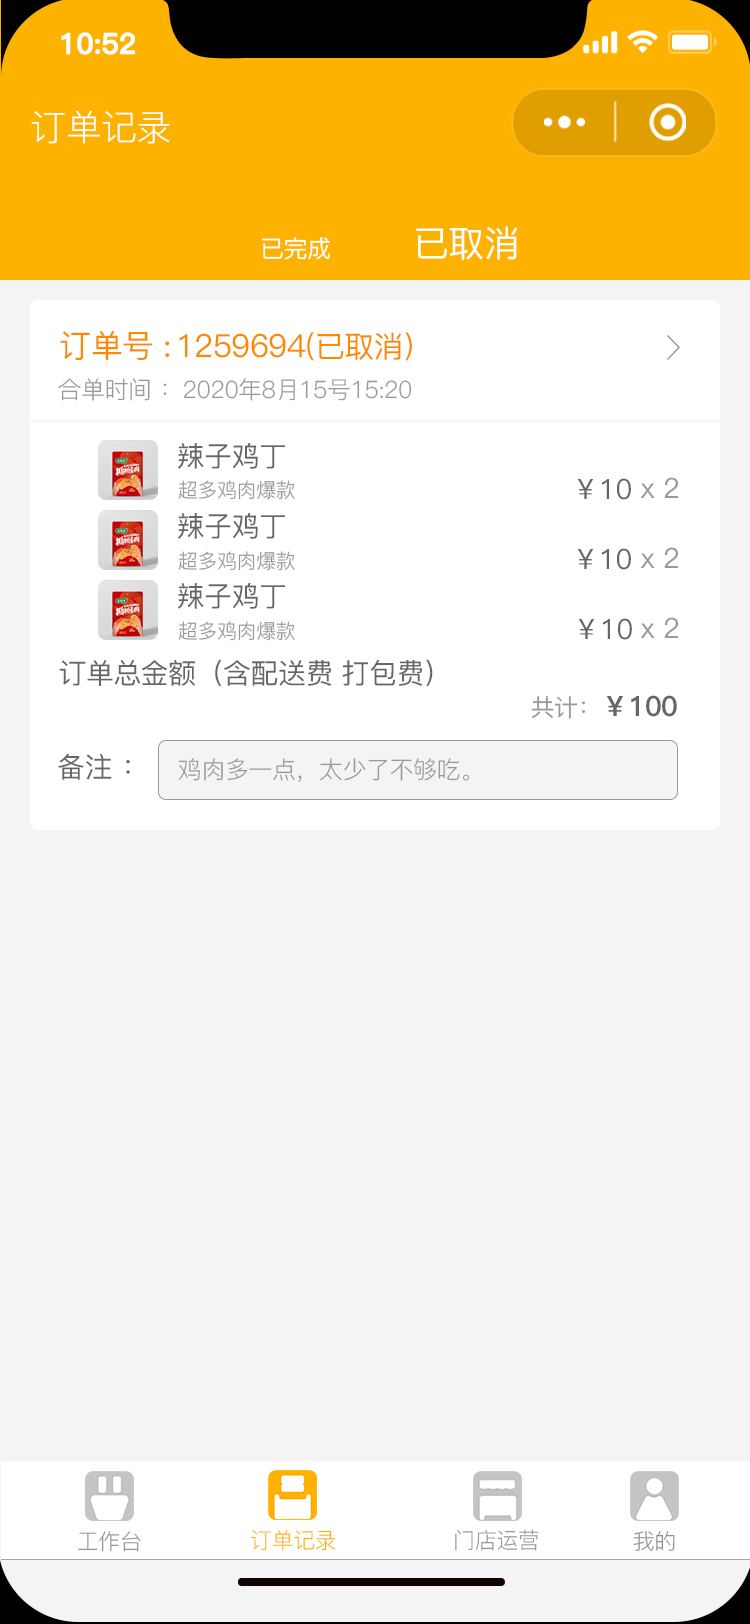 10:52
订单记录
已完成 已取消
订单号 : 1259694(已取消)
合单时间 : 2020年8月15号15:20
辣子鸡丁
超多鸡肉爆款
¥ 10 x 2
辣子鸡丁
超多鸡肉爆款
¥ 10 x 2
辣子鸡丁
超多鸡肉爆款
¥ 10 x 2
订单总金额（含配送费 打包费）
共计： ¥ 100
备注 : 鸡肉多一点，太少了不够吃。
工作台 订单记录 门店运营 我的